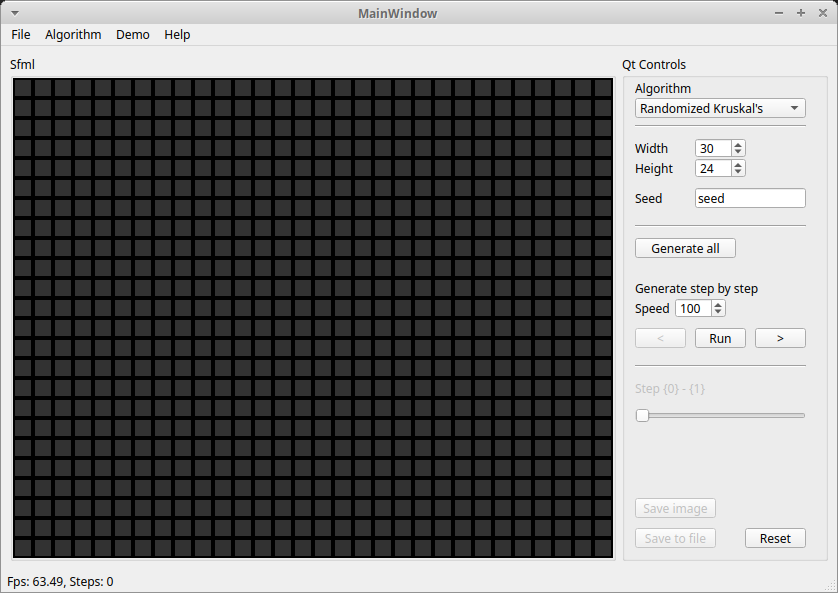 MainWindow
File Algorithm Demo Help
Sfml
Qt Controls
Algorithm
Randomized Kruskal's
Width 30
Height 24
Seed seed
Generate all
Generate step by step
Speed 100
< Run >
Step {0} - {1}
Save image
Save to file Reset
Fps: 63.49, Steps: 0